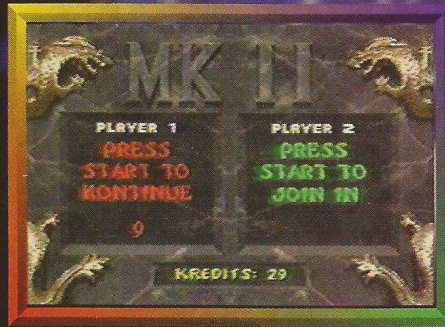 MK II
PLAYER 1
PRESS
START TO
KONTINUE
9
PLAYER 2
PRESS
START TO
JOIN IN
KREDITS: 29